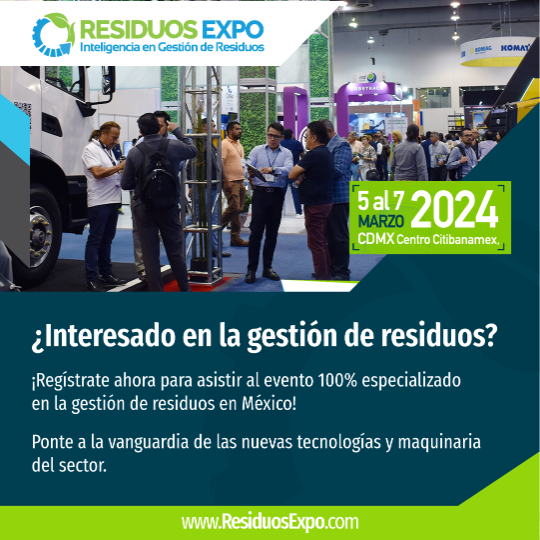 RESIDUOS EXPO
Inteligencia en Gestión de Residuos
KOMAT
5 al 7
MARZO 2024
CDMX Centro Citibanamex,
¿Interesado en la gestión de residuos?
¡Regístrate ahora para asistir al evento 100% especializado
en la gestión de residuos en México!
Ponte a la vanguardia de las nuevas tecnologías y maquinaria
del sector.
www.ResiduosExpo.com